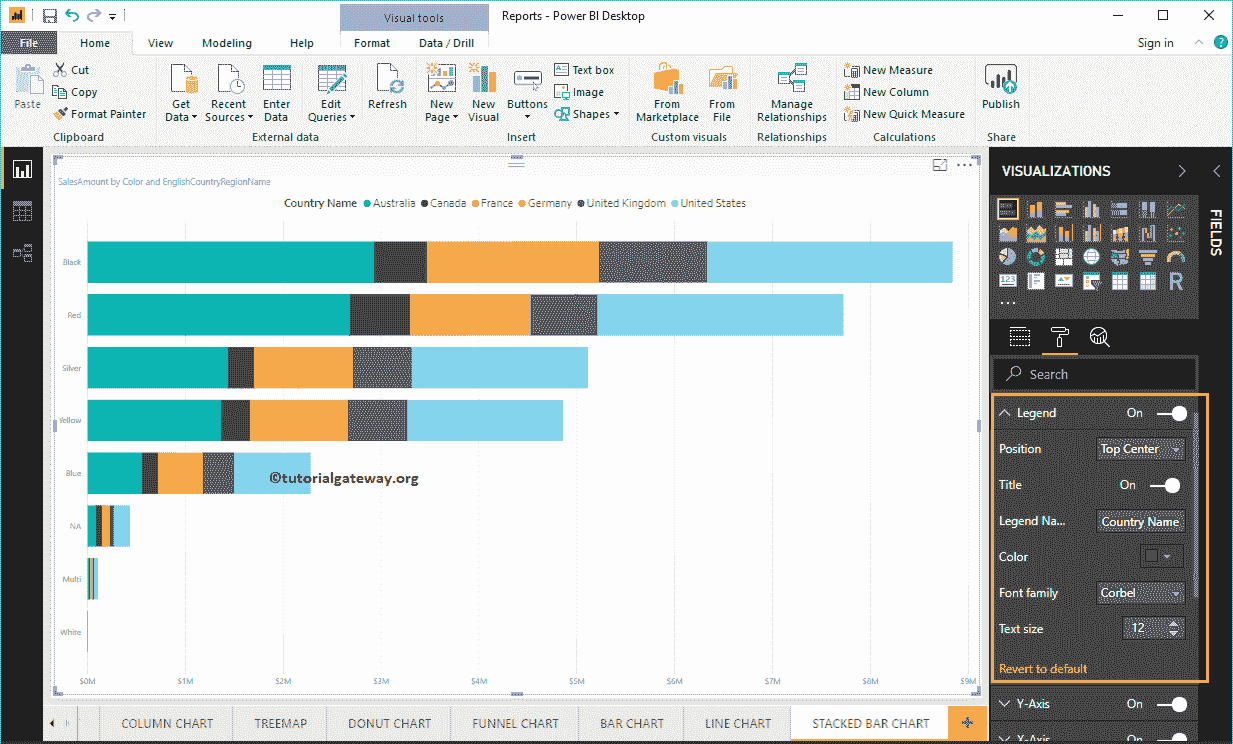 Visual tools
Reports - Power BI Desktop
File
Home
View
Modeling
Help
Format
Data / Drill
Sign in
?
Paste
Cut
Copy
Format Painter
Get Data
Recent Sources
Enter Data
Edit Queries
Refresh
New Page
New Visual
Buttons
Text box
Image
Shapes
From Marketplace
From File
Manage Relationships
New Measure
New Column
New Quick Measure
Publish
Clipboard
External data
Insert
Custom visuals
Relationships
Calculations
Share
SalesAmount by Color and EnglishCountryRegionName
Country Name Australia Canada France Germany United Kingdom United States
Black
Red
Silver
Yellow
Blue
NA
Multi
White
©tutorialgateway.org
$0M $1M $2M $3M $4M $5M $6M $7M $8M $9M
VISUALIZATIONS
FIELDS
123
R
Search
Legend On
Position Top Center
Title On
Legend Na... Country Name
Color
Font family Corbel
Text size 12
Revert to default
Y-Axis On
X-Axis On
COLUMN CHART
TREEMAP
DONUT CHART
FUNNEL CHART
BAR CHART
LINE CHART
STACKED BAR CHART